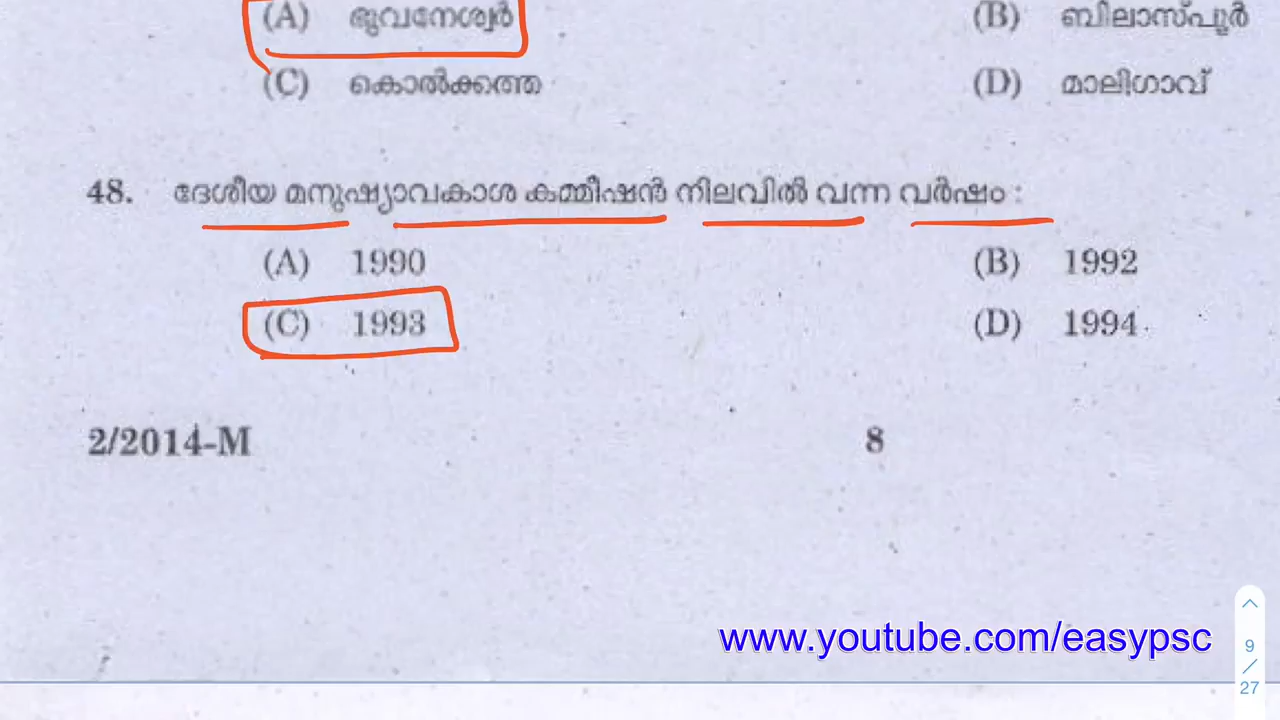 (A) ഭുവനേശ്വർ (B) ബിലാസ്പൂർ
(C) കൊൽക്കത്ത (D) മാലിഗാവ്
48. ദേശീയ മനുഷ്യാവകാശ കമ്മീഷൻ നിലവിൽ വന്ന വർഷം :
(A) 1990 (B) 1992
(C) 1993 (D) 1994
2/2014-M 8
www.youtube.com/easypsc
9
/
27